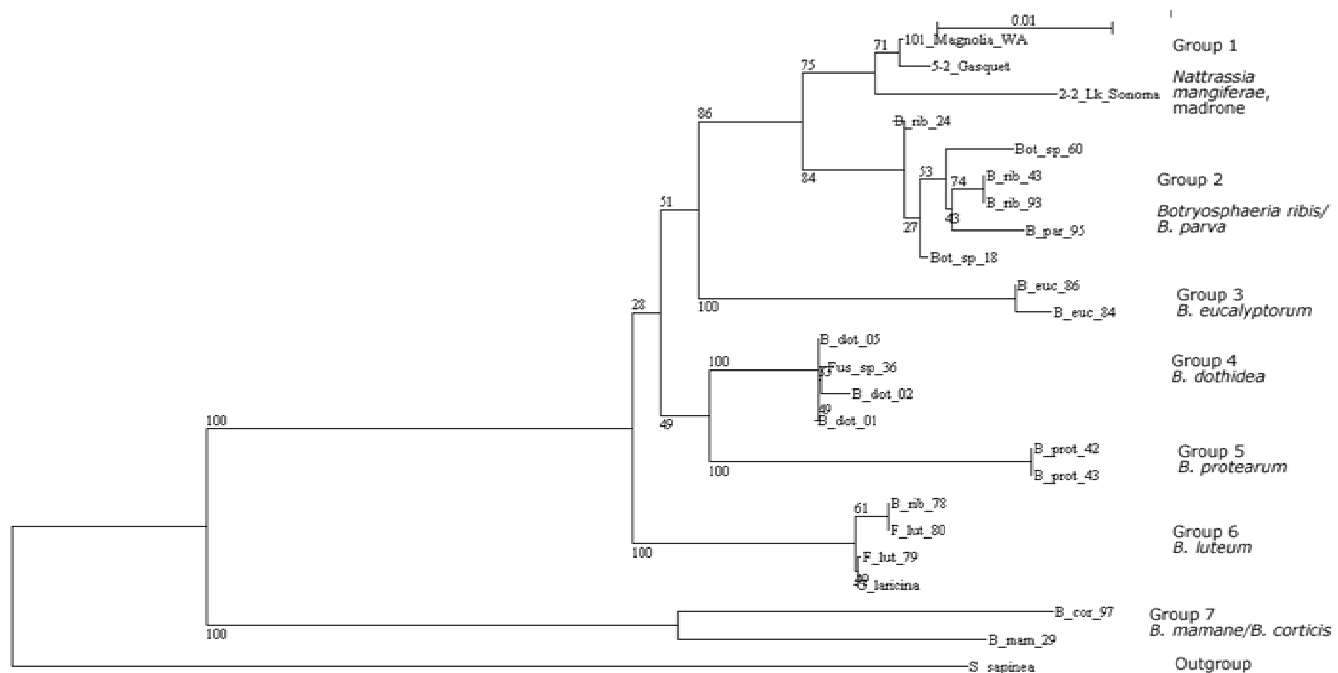 0.01
71
101_Magnolia_WA
Group 1
75
5-2_Gasquet
Nattrassia
2-2_Lk_Sonoma
mangiferae,
madrone
86
B_rib_24
Bot_sp_60
84
53
74
B_rib_43
Group 2
B_rib_93
51
43
Botryosphaeria ribis/
27
B_par_95
B. parva
Bot_sp_18
B_euc_86
Group 3
28
100
B_euc_84
B. eucalyptorum
B_dot_05
100
Fus_sp_36
Group 4
B_dot_02
B. dothidea
49
B_dot_01
49
100
B_prot_42
Group 5
100
B_prot_43
B. protearum
61
B_rib_78
F_lut_80
Group 6
100
F_lut_79
B. luteum
G_laricina
B_cor_97
Group 7
100
B_mam_29
B. mamane/B. corticis
S_sapinea
Outgroup